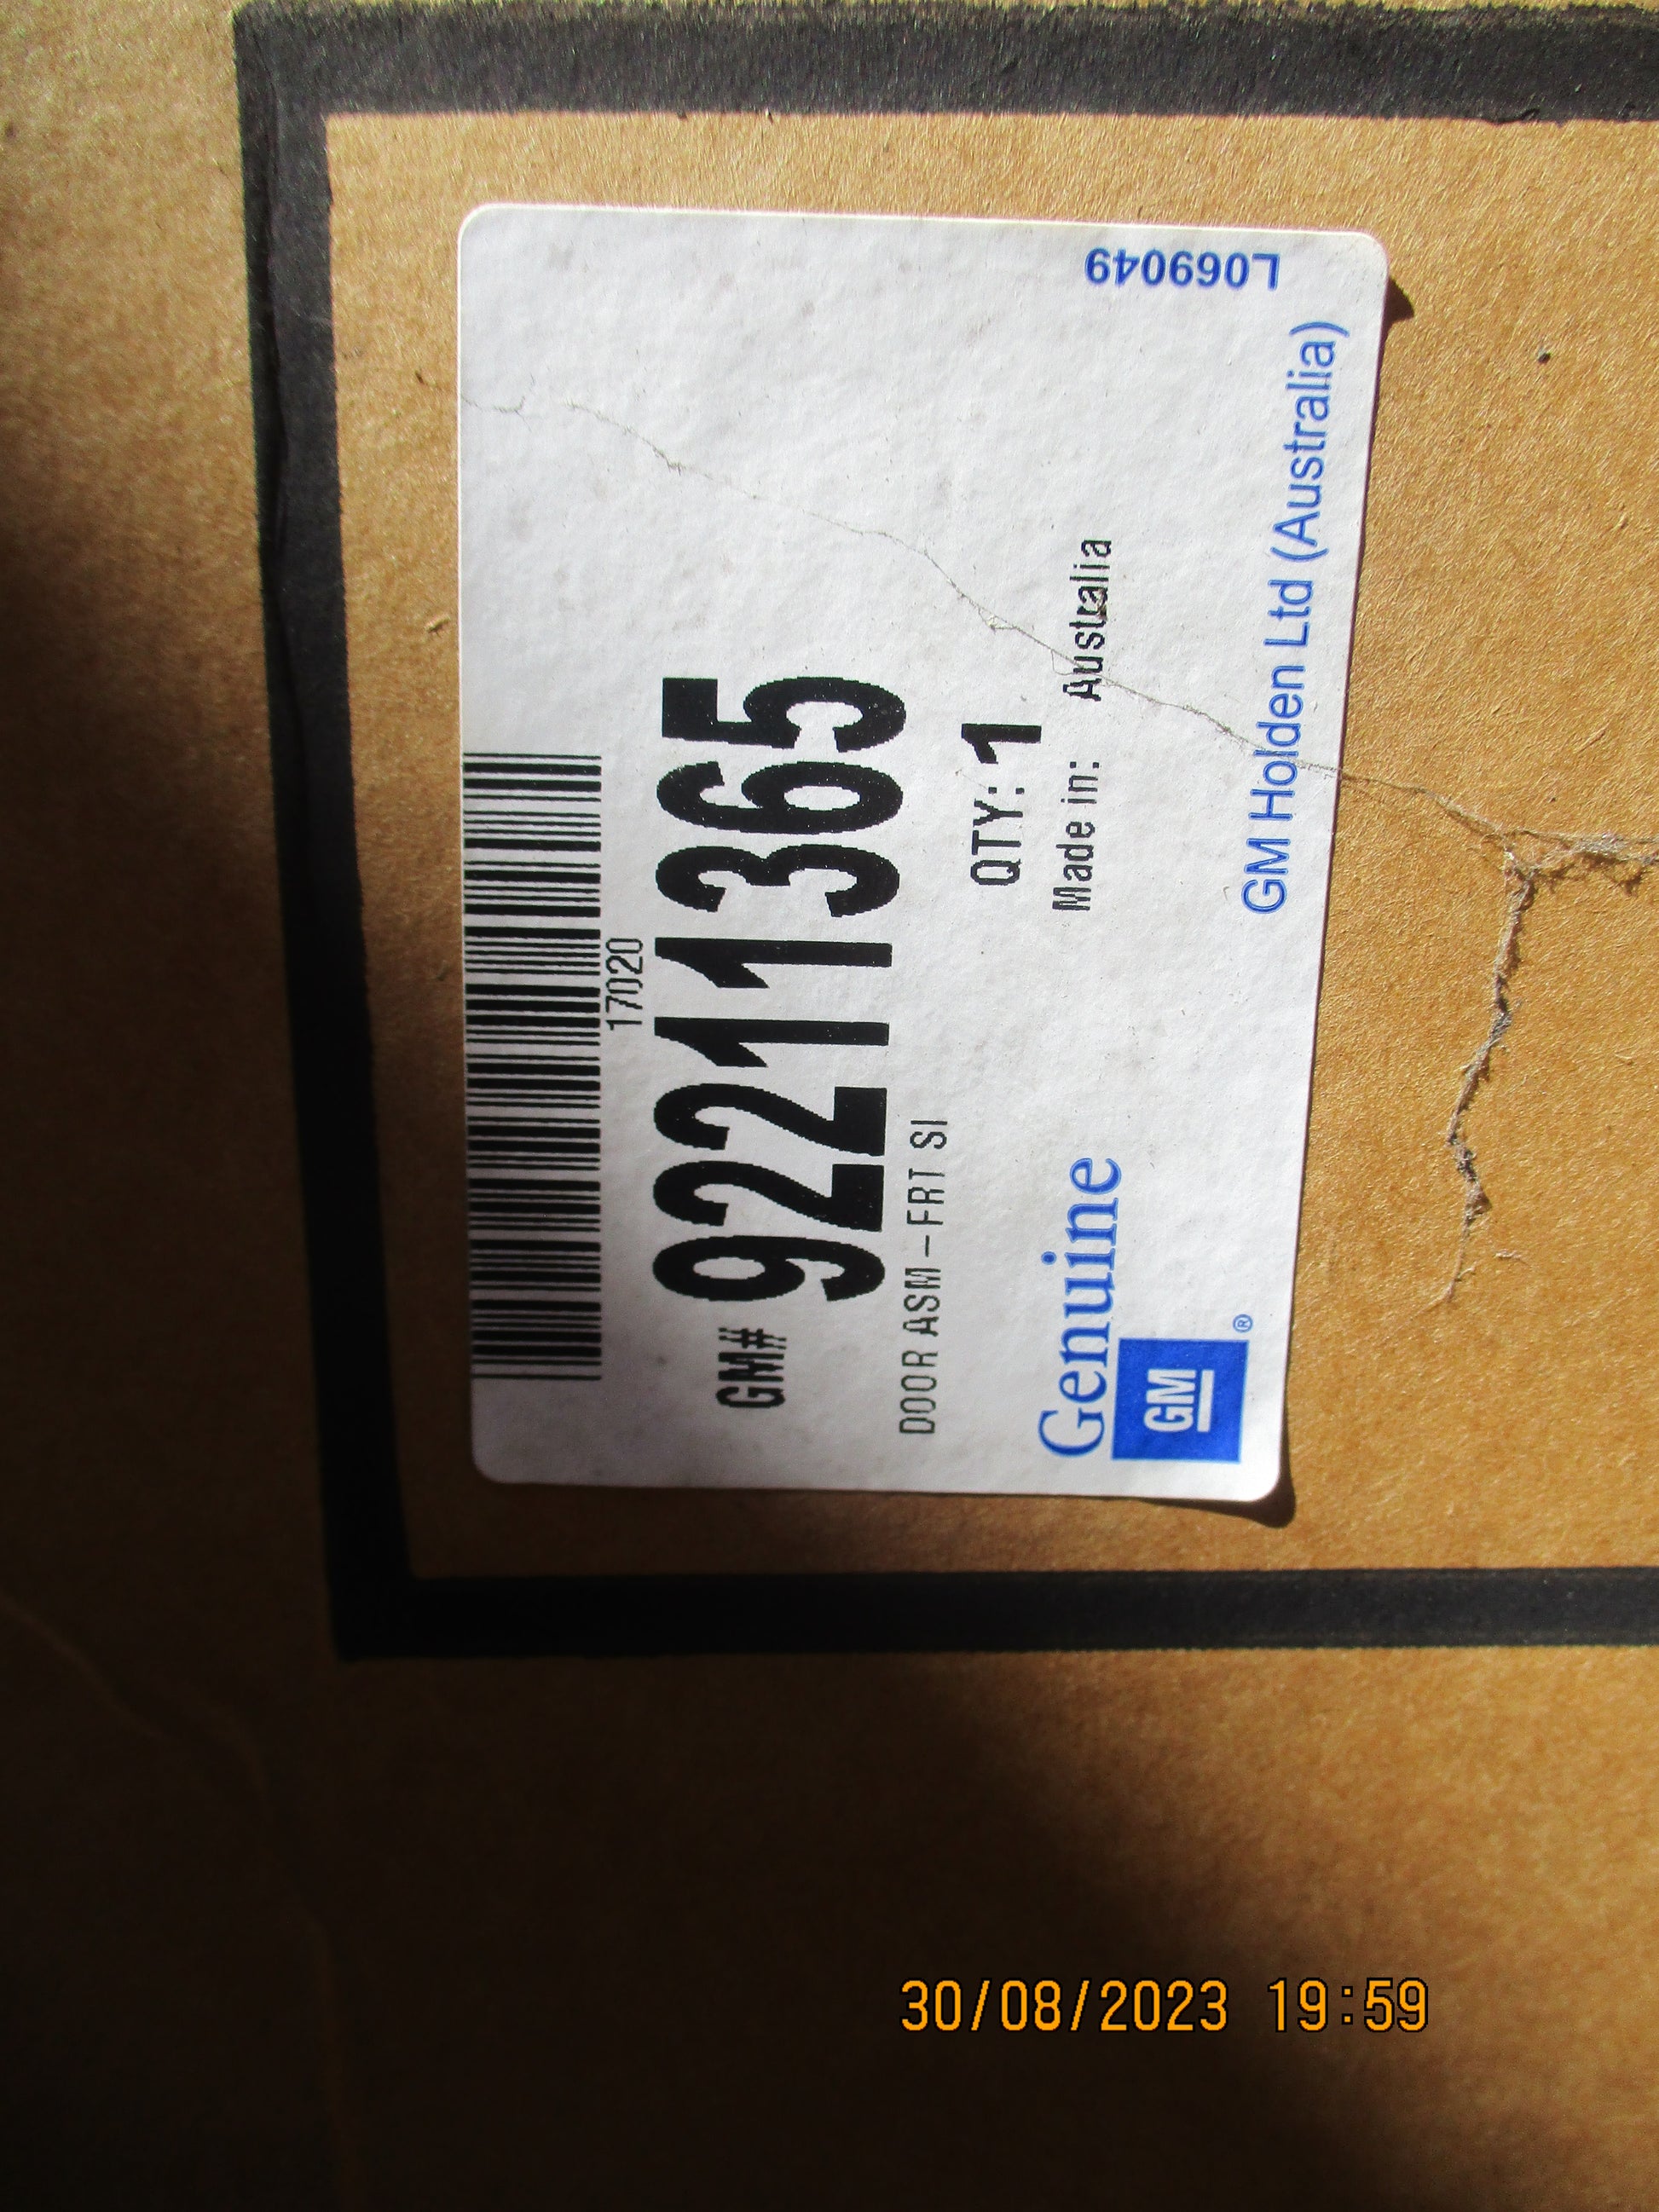 17020
GM# 92211365
DOOR ASM-FRT SI
QTY: 1
Made in: Australia
Genuine
GM ®
GM Holden Ltd (Australia)
L069049
30/08/2023 19:59